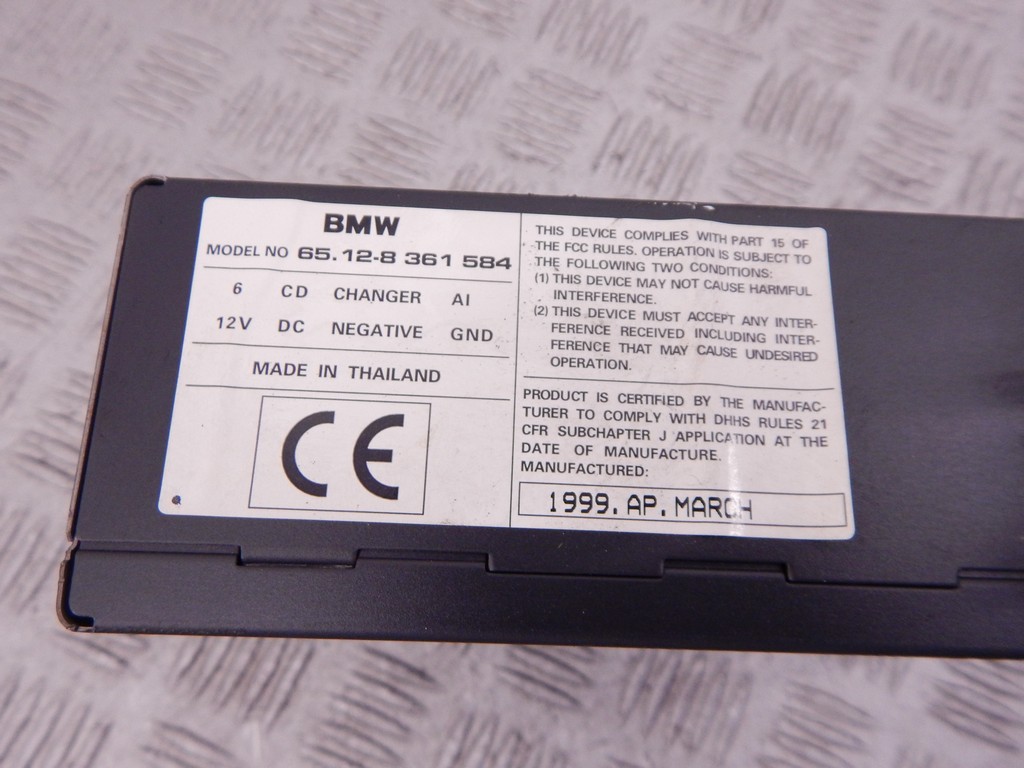 BMW
MODEL NO 65.12-8 361 584
6 CD CHANGER AI
12V DC NEGATIVE GND
MADE IN THAILAND
CE
THIS DEVICE COMPLIES WITH PART 15 OF
THE FCC RULES. OPERATION IS SUBJECT TO
THE FOLLOWING TWO CONDITIONS:
(1) THIS DEVICE MAY NOT CAUSE HARMFUL
INTERFERENCE.
(2) THIS DEVICE MUST ACCEPT ANY INTER-
FERENCE RECEIVED INCLUDING INTER-
FERENCE THAT MAY CAUSE UNDESIRED
OPERATION.
PRODUCT IS CERTIFIED BY THE MANUFAC-
TURER TO COMPLY WITH DHHS RULES 21
CFR SUBCHAPTER J APPLICATION AT THE
DATE OF MANUFACTURE.
MANUFACTURED:
1999.AP.MARCH